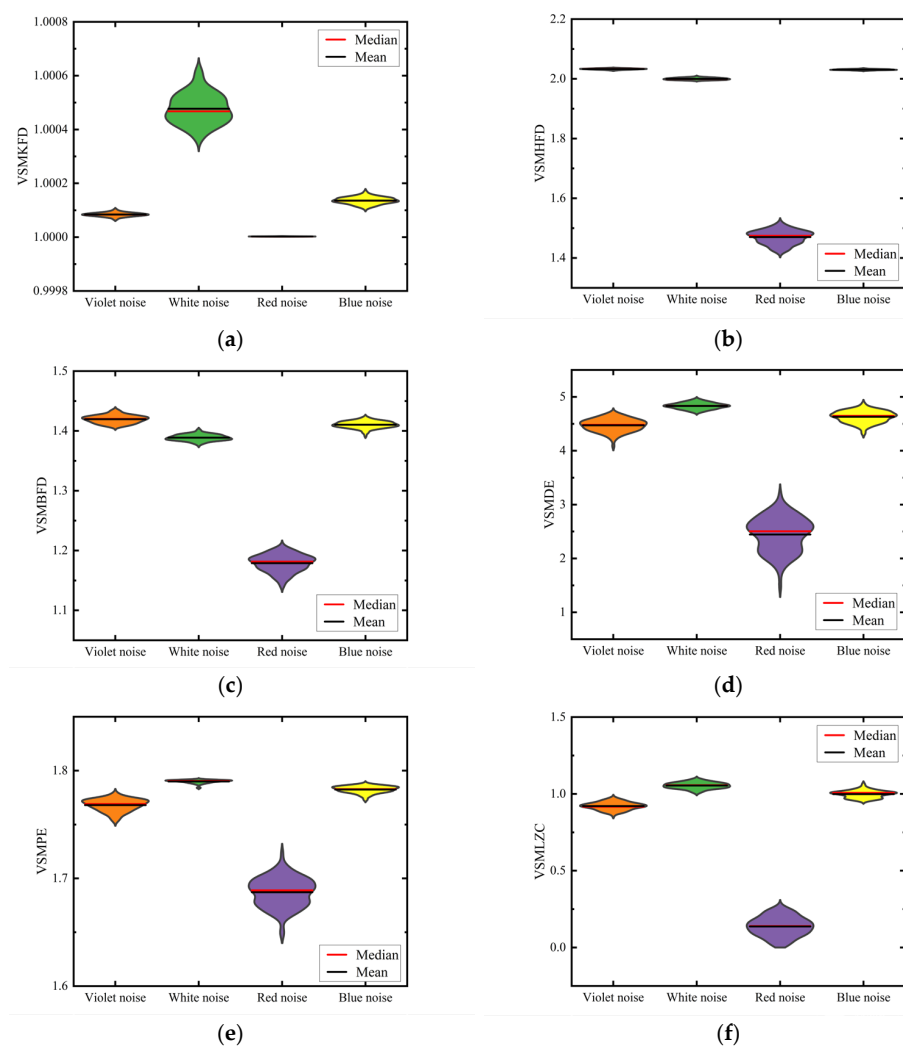 1.0008
1.0006
1.0004
1.0002
1.0000
0.9998
VSMKFD
Median
Mean
Violet noise White noise Red noise Blue noise
(a)
2.2
2.0
1.8
1.6
1.4
VSMHFD
Median
Mean
Violet noise White noise Red noise Blue noise
(b)
1.5
1.4
1.3
1.2
1.1
VSMBFD
Median
Mean
Violet noise White noise Red noise Blue noise
(c)
5
4
3
2
1
VSMDE
Median
Mean
Violet noise White noise Red noise Blue noise
(d)
1.8
1.8
1.7
1.6
VSMPE
Median
Mean
Violet noise White noise Red noise Blue noise
(e)
1.5
1.0
0.5
0.0
VSMLZC
Median
Mean
Violet noise White noise Red noise Blue noise
(f)